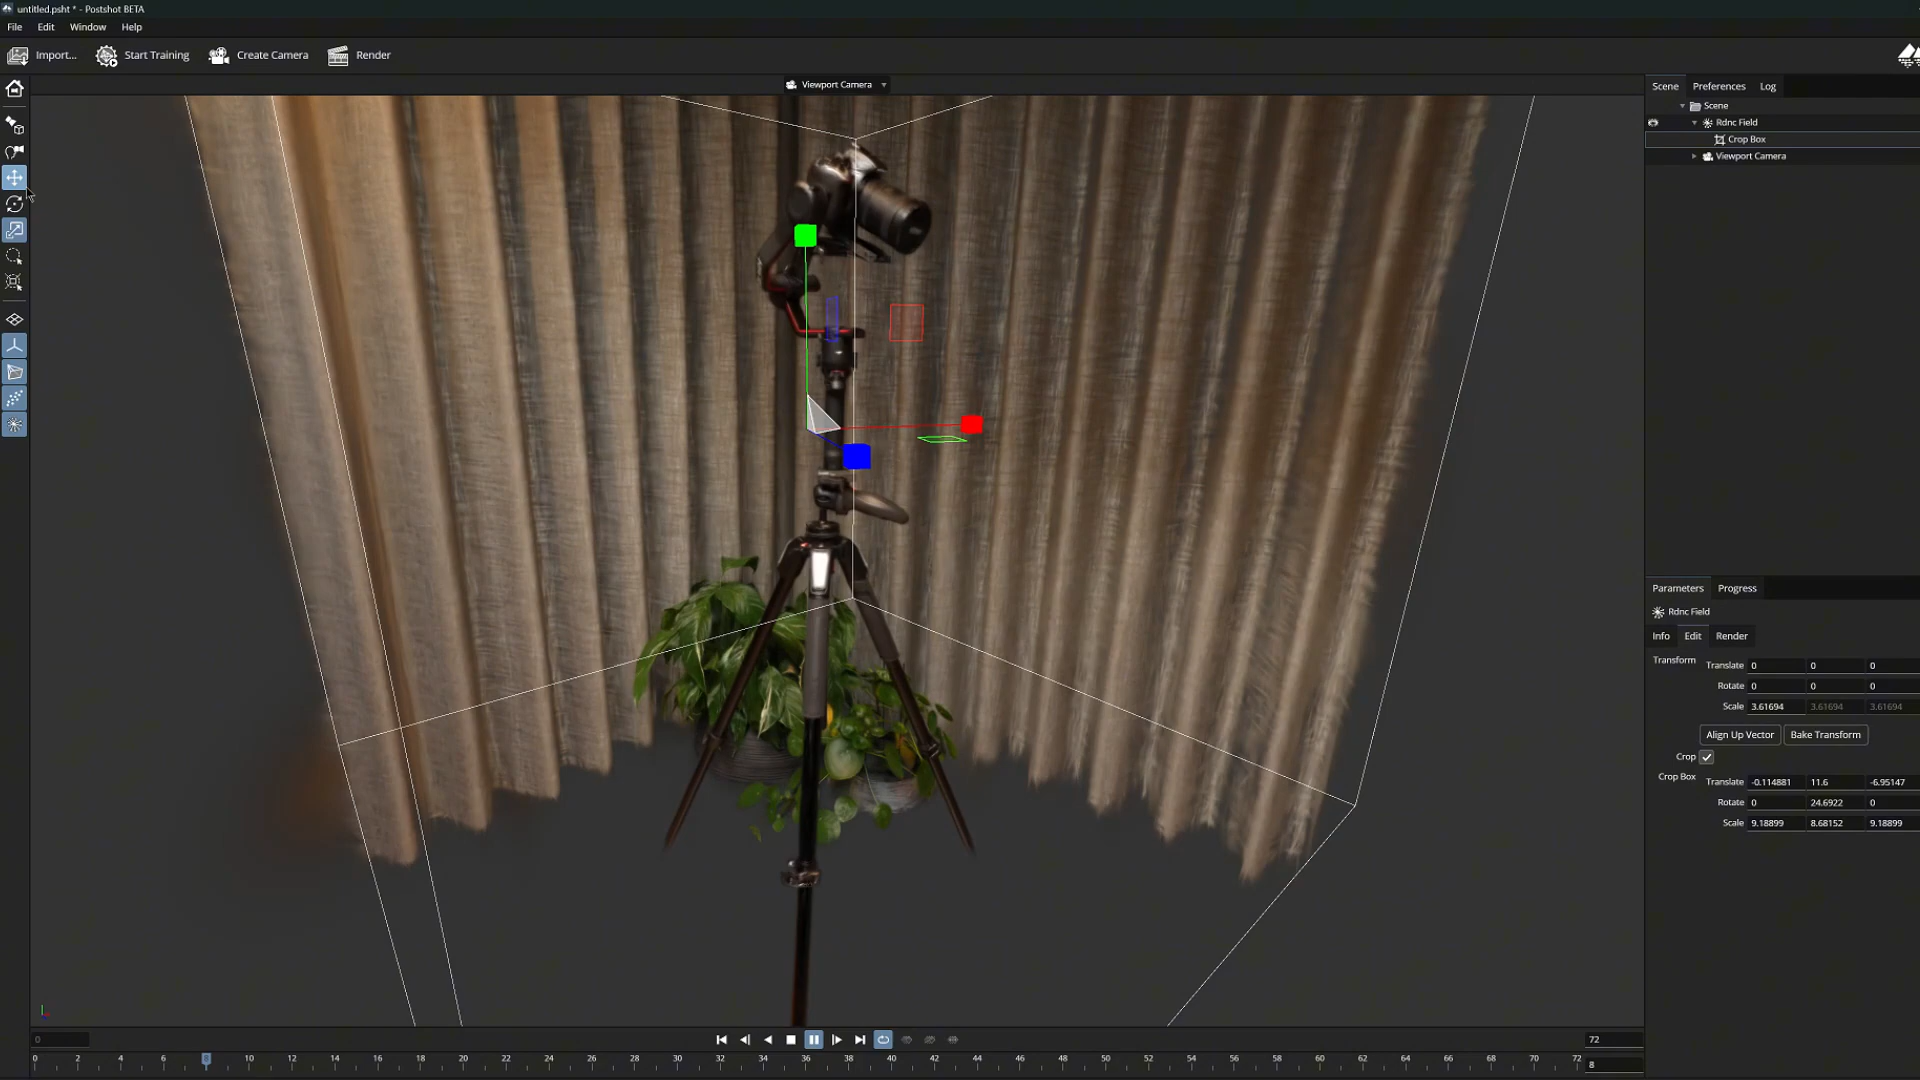 untitled.psht * - Postshot BETA
File Edit Window Help
Import... Start Training Create Camera Render
Viewport Camera
Scene Preferences Log
Scene
Rdnc Field
Crop Box
Viewport Camera
Parameters Progress
Rdnc Field
Info Edit Render
Transform Translate 0 0 0
Rotate 0 0 0
Scale 3.61694 3.61694 3.61694
Align Up Vector Bake Transform
Crop
Crop Box Translate -0.114881 11.6 -6.95147
Rotate 0 24.6922 0
Scale 9.18899 8.68152 9.18899
0 72
0 2 4 6 8 10 12 14 16 18 20 22 24 26 28 30 32 34 36 38 40 42 44 46 48 50 52 54 56 58 60 62 64 66 68 70 72
8